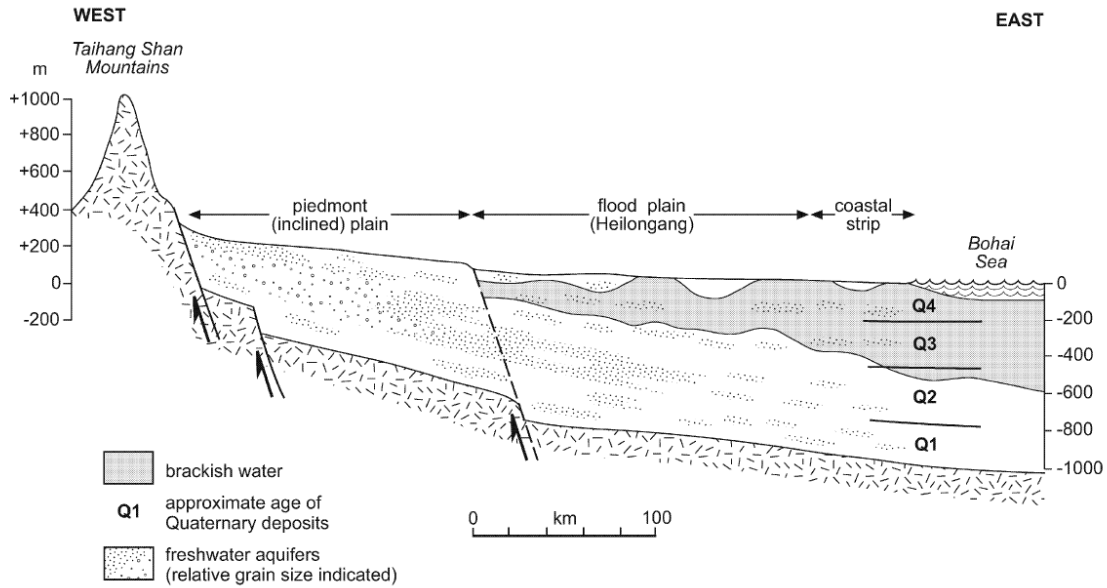 WEST
EAST
Taihang Shan
Mountains
m
+1000
+800
+600
+400
+200
0
-200
piedmont
(inclined) plain
flood plain
(Heilongang)
coastal
strip
Bohai
Sea
0
-200
-400
-600
-800
-1000
Q4
Q3
Q2
Q1
brackish water
Q1 approximate age of
Quaternary deposits
freshwater aquifers
(relative grain size indicated)
0 km 100